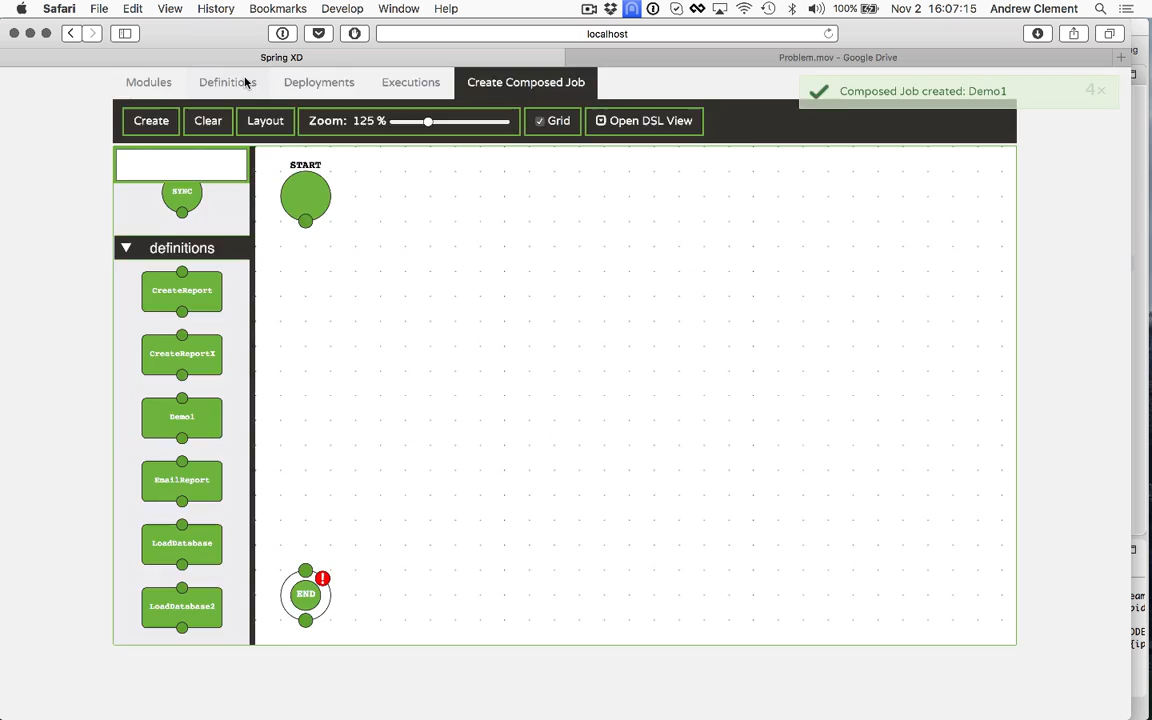 Safari File Edit View History Bookmarks Develop Window Help 100% Nov 2 16:07:15 Andrew Clement
localhost
Spring XD Problem.mov - Google Drive
Modules Definitions Deployments Executions Create Composed Job
Composed Job created: Demo1 4×
Create Clear Layout Zoom: 125 % Grid Open DSL View
START
SYNC
definitions
CreateReport
CreateReportX
Demo1
EmailReport
LoadDatabase
END
LoadDatabase2